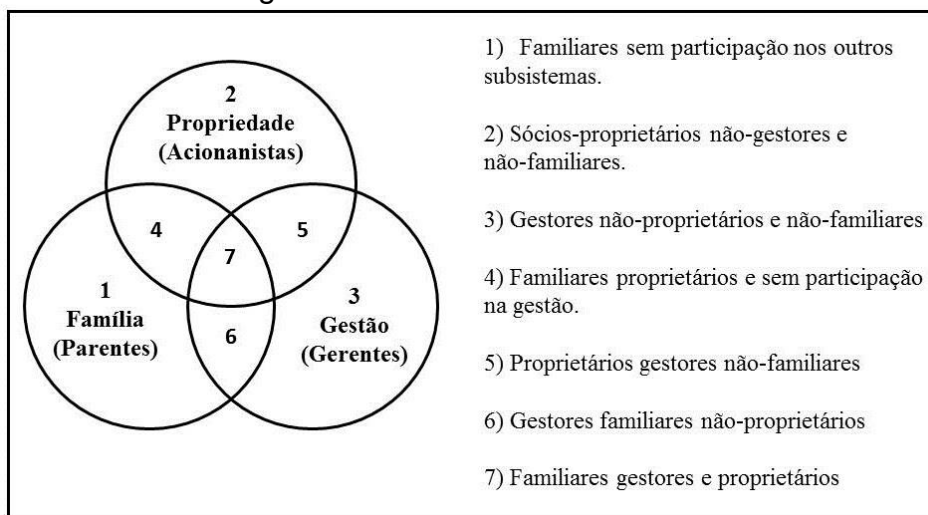 2
Propriedade
(Acionanistas)
4
5
7
1
Família
(Parentes)
3
Gestão
(Gerentes)
6
1) Familiares sem participação nos outros
subsistemas.
2) Sócios-proprietários não-gestores e
não-familiares.
3) Gestores não-proprietários e não-familiares
4) Familiares proprietários e sem participação
na gestão.
5) Proprietários gestores não-familiares
6) Gestores familiares não-proprietários
7) Familiares gestores e proprietários